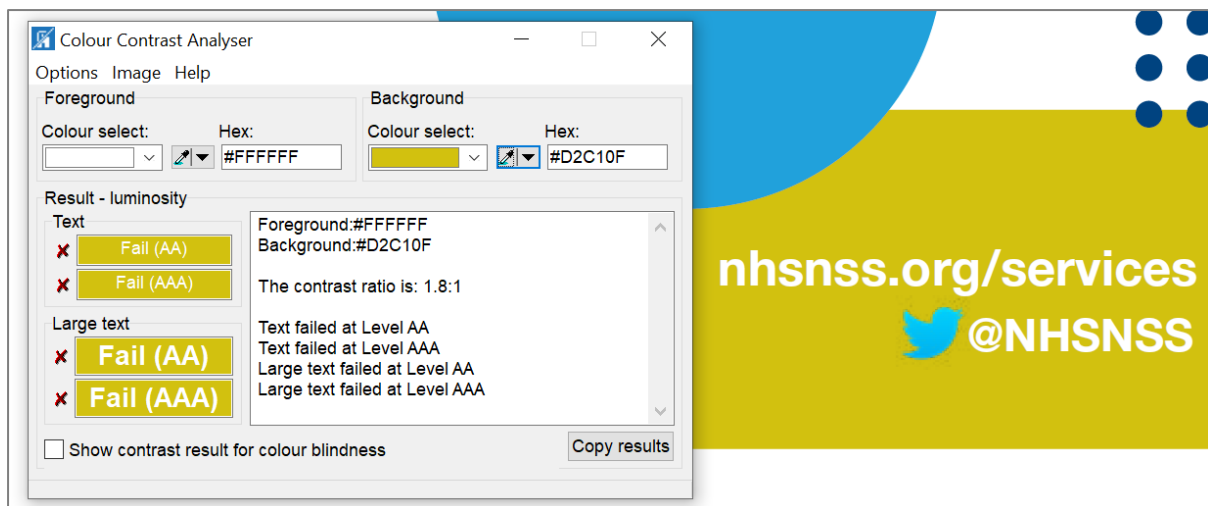 Colour Contrast Analyser
Options Image Help
Foreground
Background
Colour select: Hex:
Colour select: Hex:
#FFFFFF
#D2C10F
Result - luminosity
Text
Fail (AA)
Fail (AAA)
Large text
Fail (AA)
Fail (AAA)
Foreground:#FFFFFF
Background:#D2C10F
The contrast ratio is: 1.8:1
Text failed at Level AA
Text failed at Level AAA
Large text failed at Level AA
Large text failed at Level AAA
Show contrast result for colour blindness
Copy results
nhsnss.org/services
@NHSNSS